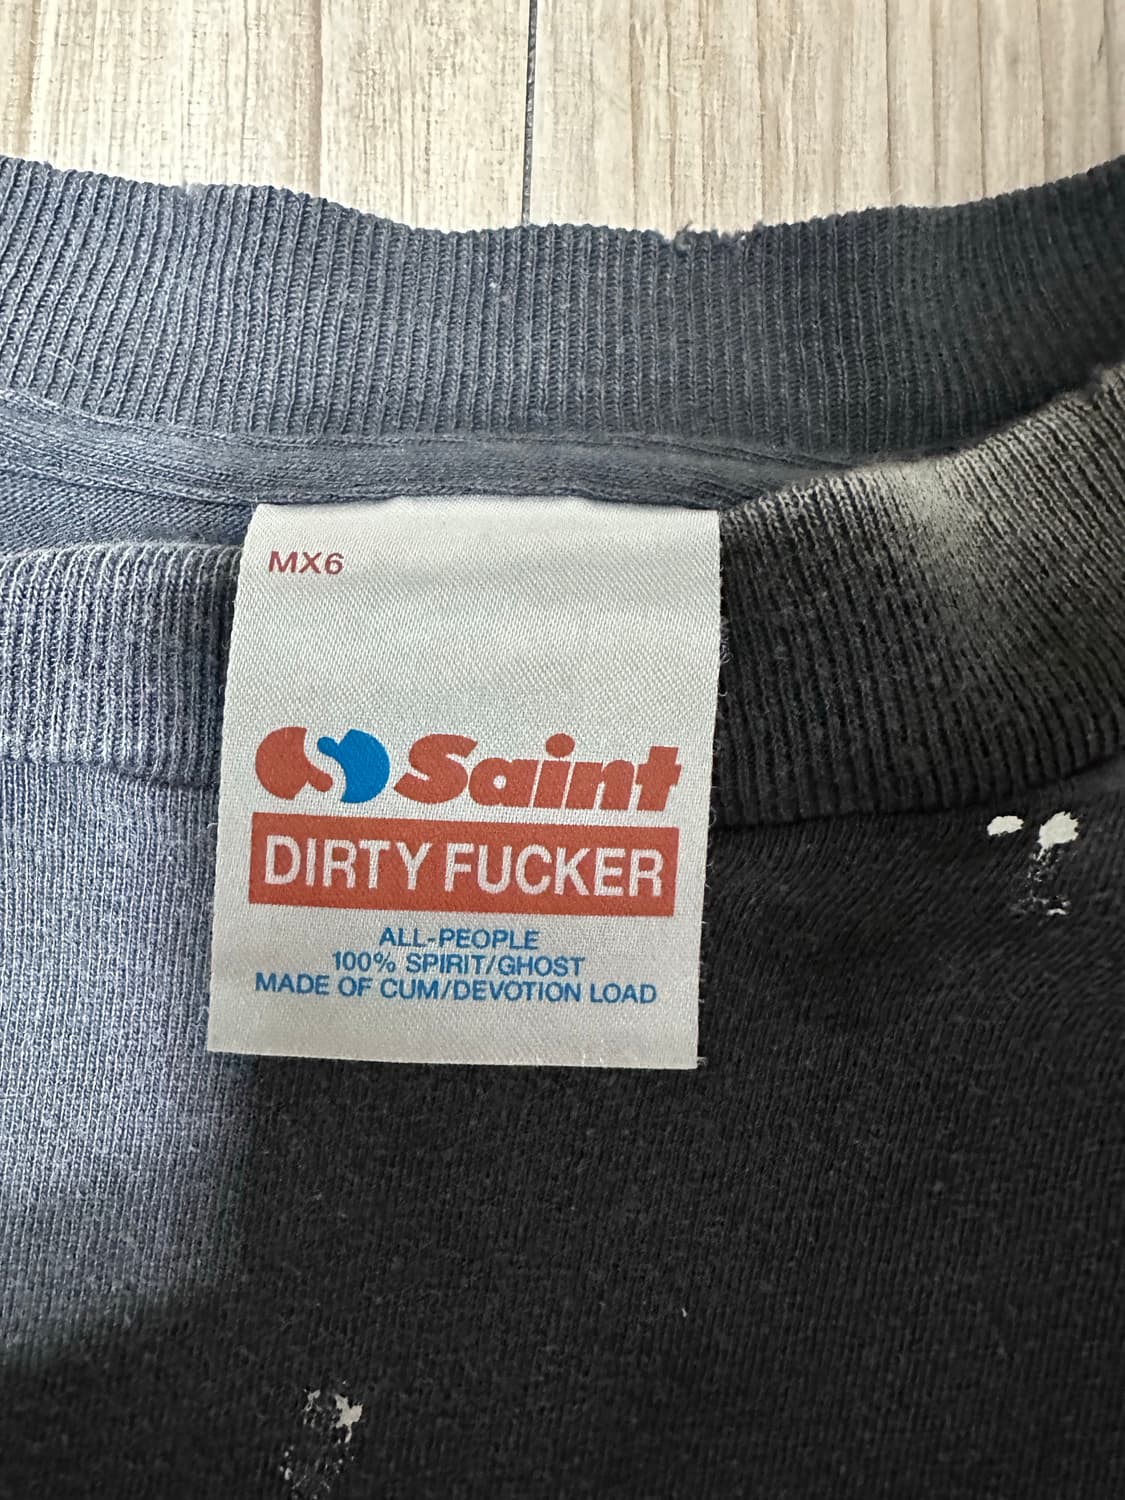 MX6
Saint
DIRTY FUCKER
ALL-PEOPLE
100% SPIRIT/GHOST
MADE OF CUM/DEVOTION LOAD